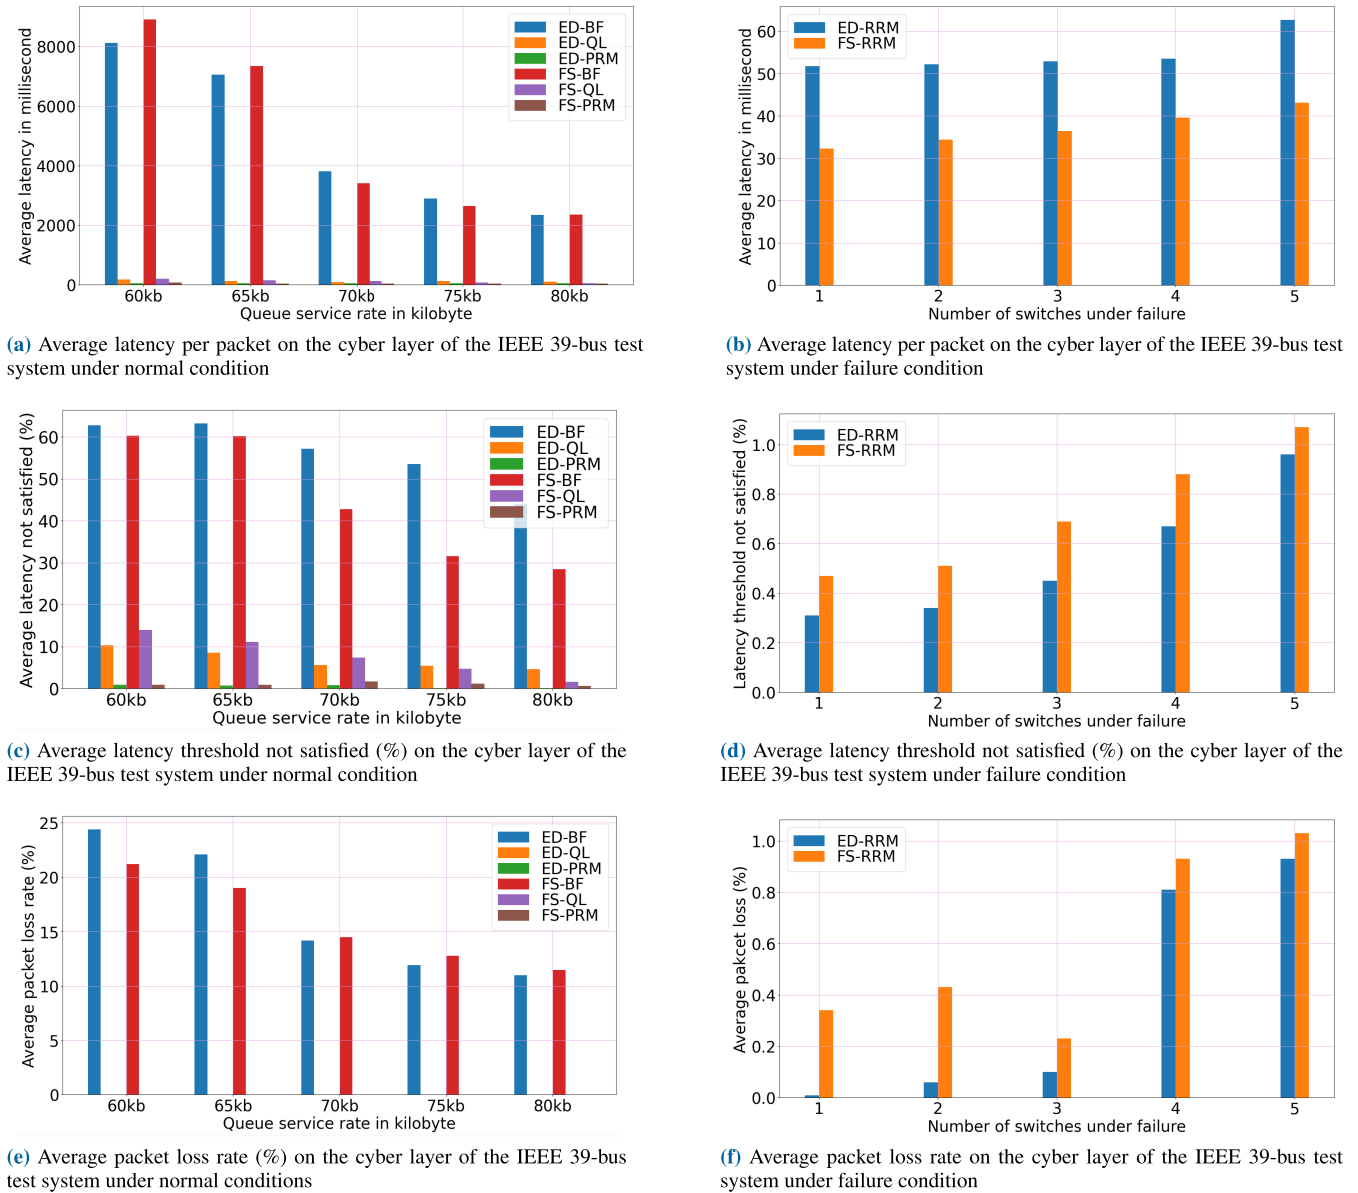 Average latency in millisecond
8000
6000
4000
2000
0
60kb 65kb 70kb 75kb 80kb
Queue service rate in kilobyte
ED-BF
ED-QL
ED-PRM
FS-BF
FS-QL
FS-PRM
(a) Average latency per packet on the cyber layer of the IEEE 39-bus test
system under normal condition
Average latency in millisecond
60
50
40
30
20
10
0
1 2 3 4 5
Number of switches under failure
ED-RRM
FS-RRM
(b) Average latency per packet on the cyber layer of the IEEE 39-bus test
system under failure condition
Average latency not satisfied (%)
60
50
40
30
20
10
0
60kb 65kb 70kb 75kb 80kb
Queue service rate in kilobyte
ED-BF
ED-QL
ED-PRM
FS-BF
FS-QL
FS-PRM
(c) Average latency threshold not satisfied (%) on the cyber layer of the
IEEE 39-bus test system under normal condition
Latency threshold not satisfied (%)
1.0
0.8
0.6
0.4
0.2
0.0
1 2 3 4 5
Number of switches under failure
ED-RRM
FS-RRM
(d) Average latency threshold not satisfied (%) on the cyber layer of the
IEEE 39-bus test system under failure condition
Average packet loss rate (%)
25
20
15
10
5
0
60kb 65kb 70kb 75kb 80kb
Queue service rate in kilobyte
ED-BF
ED-QL
ED-PRM
FS-BF
FS-QL
FS-PRM
(e) Average packet loss rate (%) on the cyber layer of the IEEE 39-bus
test system under normal conditions
Average pakcet loss (%)
1.0
0.8
0.6
0.4
0.2
0.0
1 2 3 4 5
Number of switches under failure
ED-RRM
FS-RRM
(f) Average packet loss rate on the cyber layer of the IEEE 39-bus test
system under failure condition